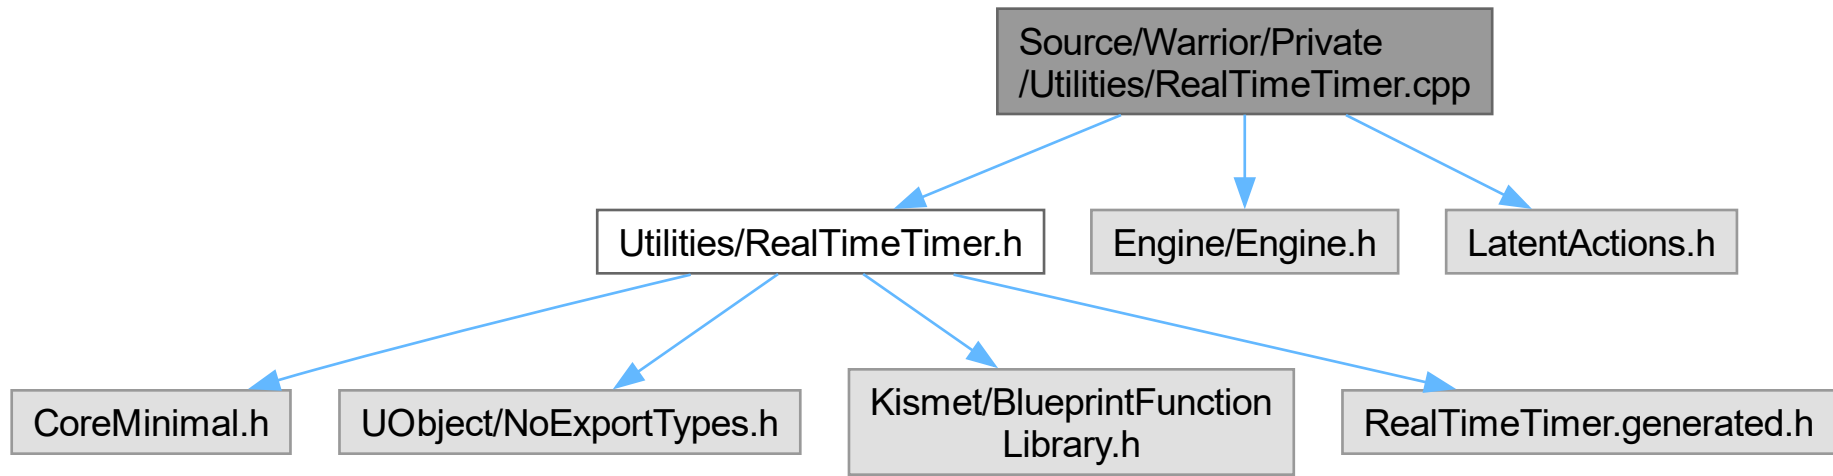 Source/Warrior/Private
/Utilities/RealTimeTimer.cpp
Utilities/RealTimeTimer.h
Engine/Engine.h
LatentActions.h
CoreMinimal.h
UObject/NoExportTypes.h
Kismet/BlueprintFunction
Library.h
RealTimeTimer.generated.h